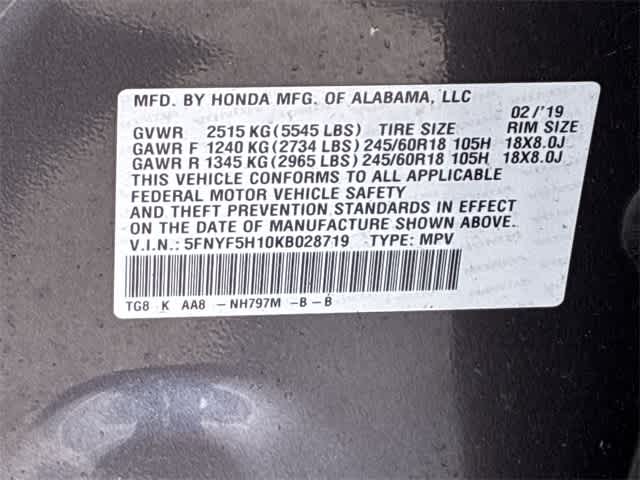 MFD. BY HONDA MFG. OF ALABAMA, LLC
02/'19
GVWR 2515 KG (5545 LBS) TIRE SIZE RIM SIZE
GAWR F 1240 KG (2734 LBS) 245/60R18 105H 18X8.0J
GAWR R 1345 KG (2965 LBS) 245/60R18 105H 18X8.0J
THIS VEHICLE CONFORMS TO ALL APPLICABLE
FEDERAL MOTOR VEHICLE SAFETY
AND THEFT PREVENTION STANDARDS IN EFFECT
ON THE DATE OF MANUFACTURE SHOWN ABOVE.
V.I.N.: 5FNYF5H10KB028719 TYPE: MPV
TG8 K AA8 - NH797M -B - B